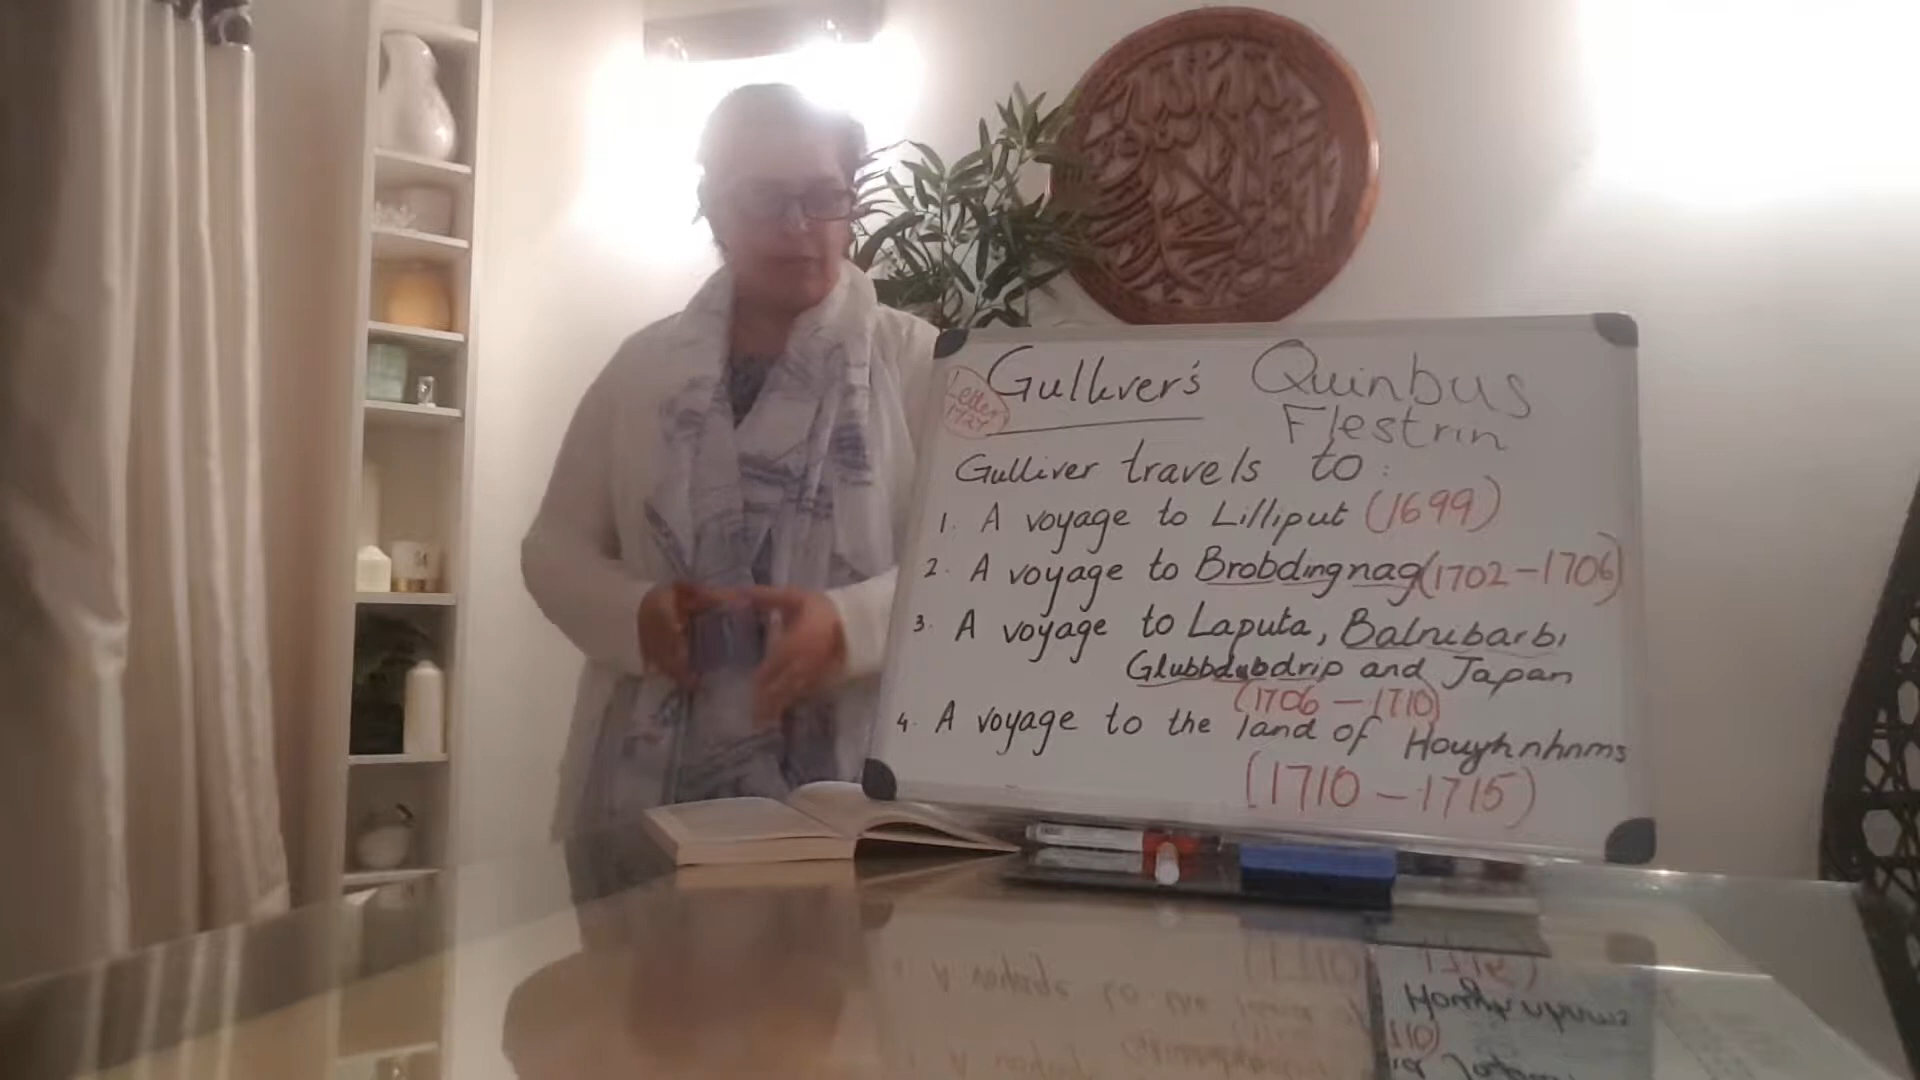 Gulliver's Quinbus
Flestrin
Letter
1727
Gulliver travels to:
1. A voyage to Lilliput (1699)
2. A voyage to Brobdingnag (1702-1706)
3. A voyage to Laputa, Balnibarbi
Glubbdubdrip and Japan
(1706-1710)
4. A voyage to the land of Houyhnhnms
(1710-1715)